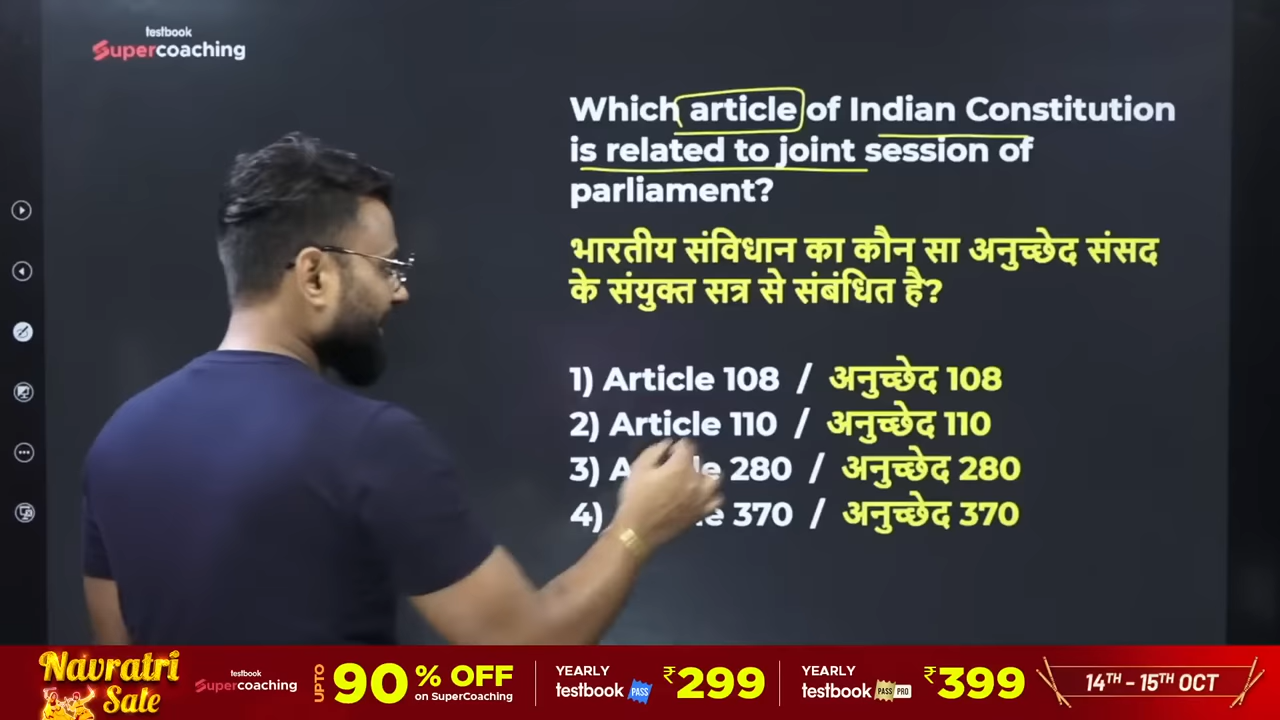 testbook
Supercoaching
Which article of Indian Constitution
is related to joint session of
parliament?
भारतीय संविधान का कौन सा अनुच्छेद संसद
के संयुक्त सत्र से संबंधित है?
1) Article 108 / अनुच्छेद 108
2) Article 110 / अनुच्छेद 110
3) 280 / अनुच्छेद 280
4) 370 / अनुच्छेद 370
Navratri
Sale
testbook
Supercoaching
UPTO 90% OFF
on SuperCoaching
YEARLY
testbook PASS ₹299
YEARLY
testbook PASS PRO ₹399
14TH - 15TH OCT